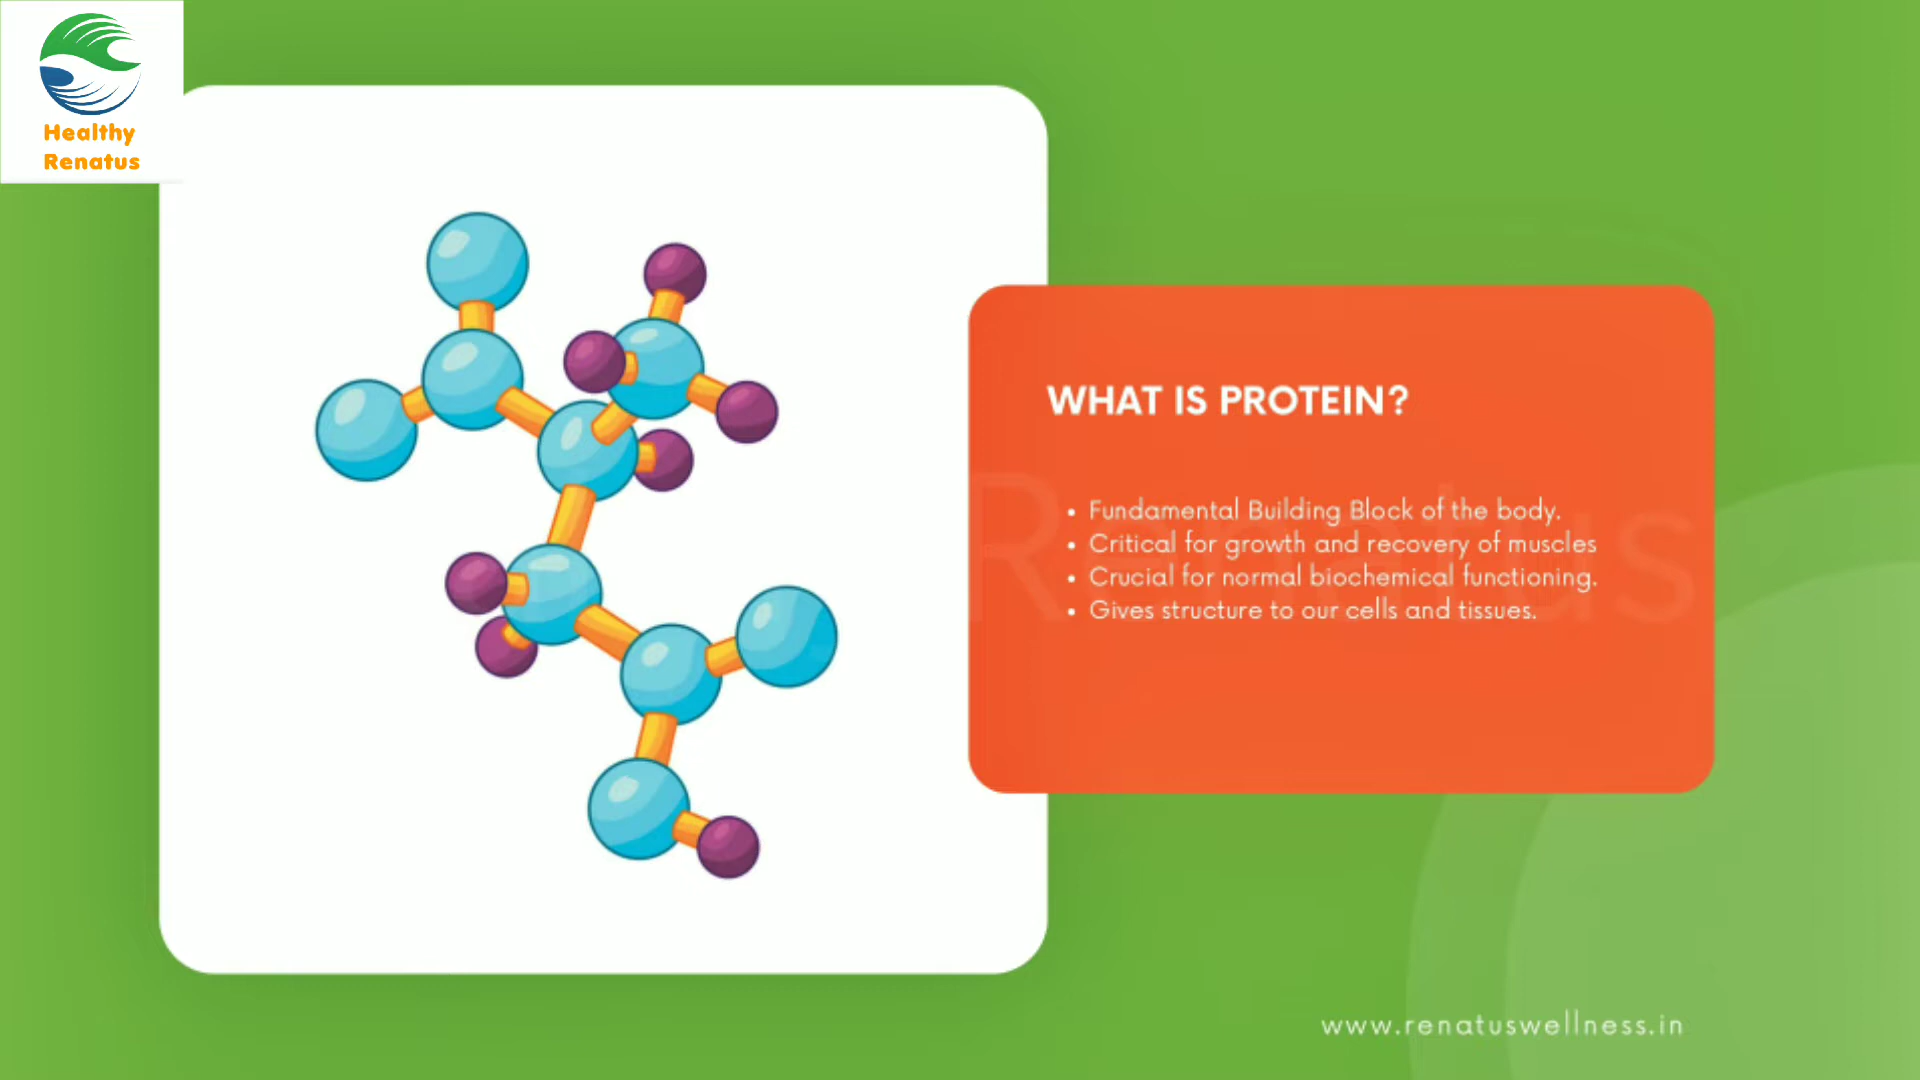 Healthy
Renatus
WHAT IS PROTEIN?
Renatus
• Fundamental Building Block of the body.
• Critical for growth and recovery of muscles
• Crucial for normal biochemical functioning.
• Gives structure to our cells and tissues.
www.renatuswellness.in